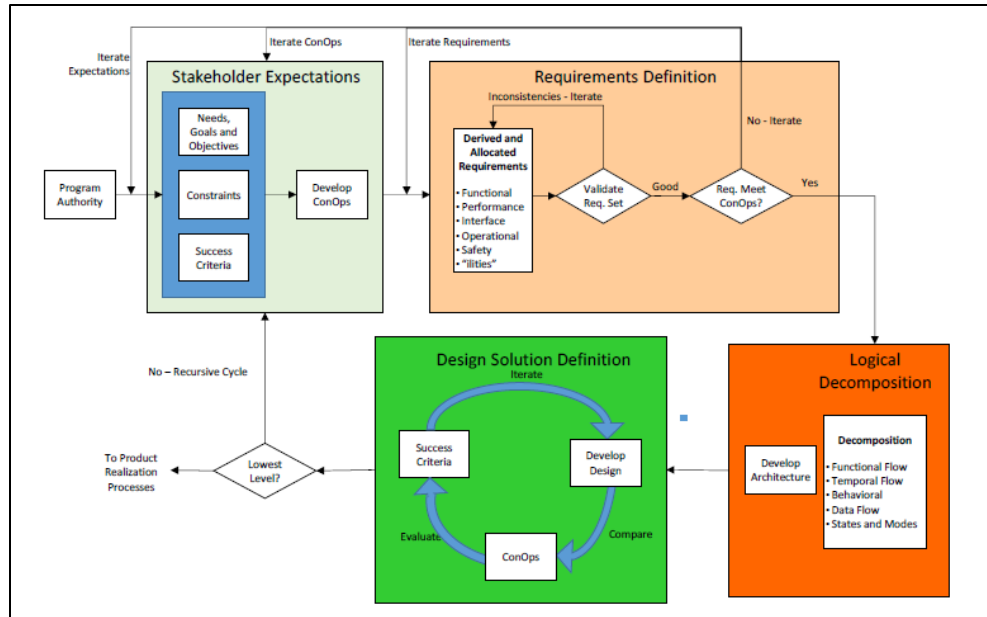 Iterate
Expectations
Iterate ConOps
Iterate Requirements
Stakeholder Expectations
Needs,
Goals and
Objectives
Program
Authority
Constraints
Develop
ConOps
Success
Criteria
Requirements Definition
Inconsistencies - Iterate
No - Iterate
Derived and
Allocated
Requirements
• Functional
• Performance
• Interface
• Operational
• Safety
• "ilities"
Validate
Req. Set
Good
Req. Meet
ConOps?
Yes
Logical
Decomposition
Develop
Architecture
Decomposition
• Functional Flow
• Temporal Flow
• Behavioral
• Data Flow
• States and Modes
Design Solution Definition
Iterate
Success
Criteria
Develop
Design
Evaluate
Compare
ConOps
No – Recursive Cycle
Lowest
Level?
To Product
Realization
Processes